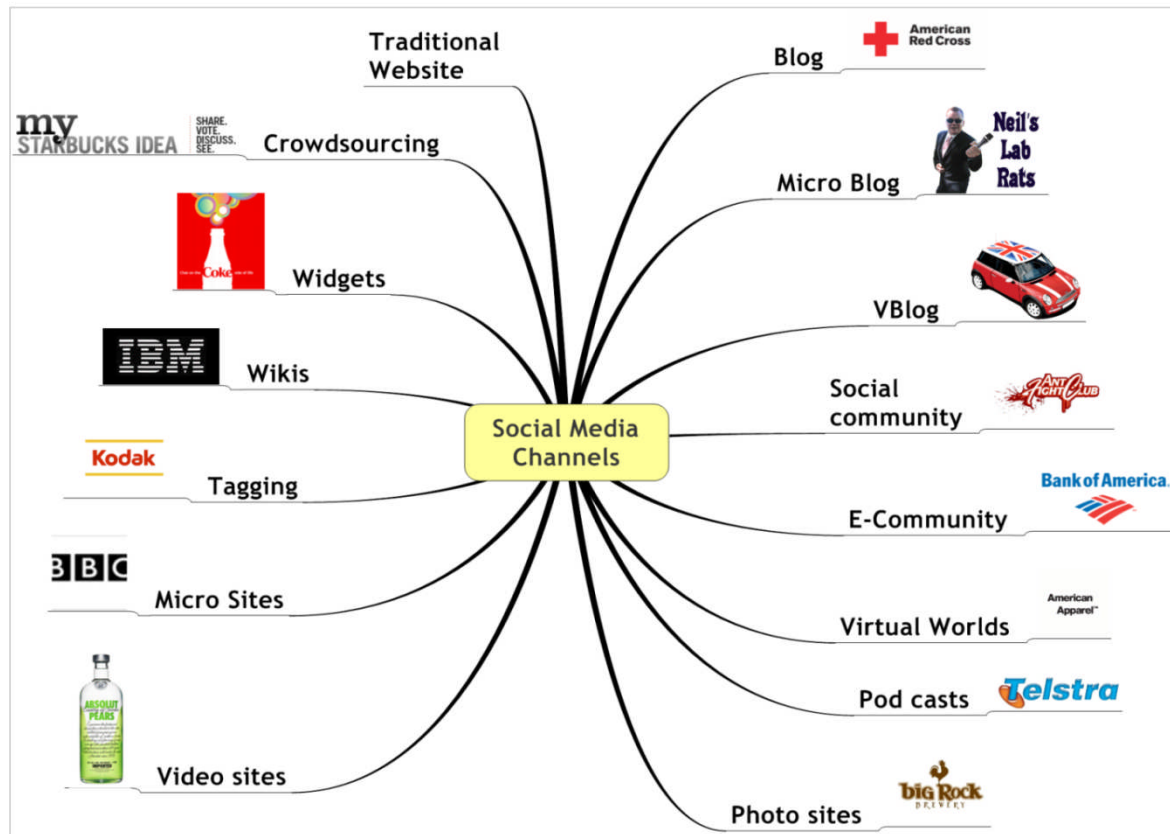 Traditional
Website
Blog
American
Red Cross
my
STARBUCKS IDEA
SHARE.
VOTE.
DISCUSS.
SEE.
Crowdsourcing
Micro Blog
Neil's
Lab
Rats
Coke
Widgets
VBlog
IBM
Wikis
Social
community
ANT
FIGHT CLUB
Social Media
Channels
Kodak
Tagging
E-Community
Bank of America
BBC
Micro Sites
Virtual Worlds
American
Apparel™
ABSOLUT
PEARS
Video sites
Pod casts
Telstra
Photo sites
big Rock
BREWERY